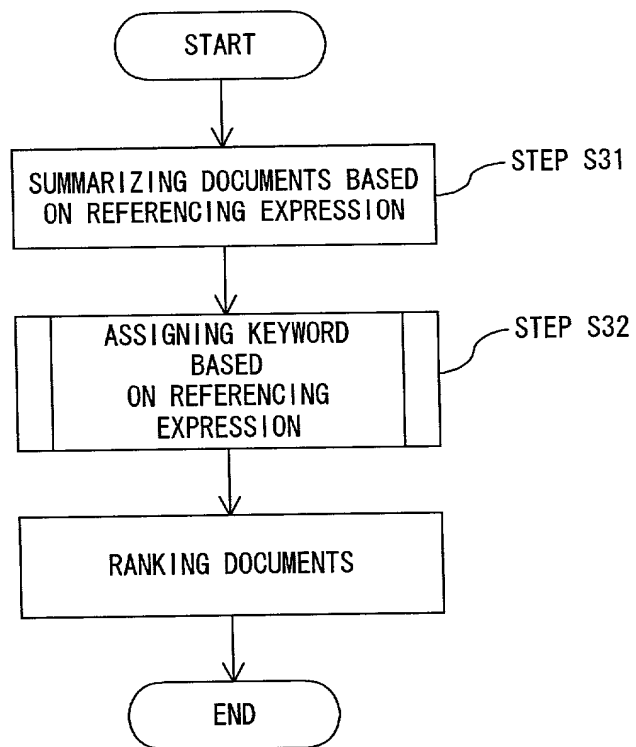 START
SUMMARIZING DOCUMENTS BASED
ON REFERENCING EXPRESSION
STEP S31
ASSIGNING KEYWORD
BASED
ON REFERENCING
EXPRESSION
STEP S32
RANKING DOCUMENTS
END